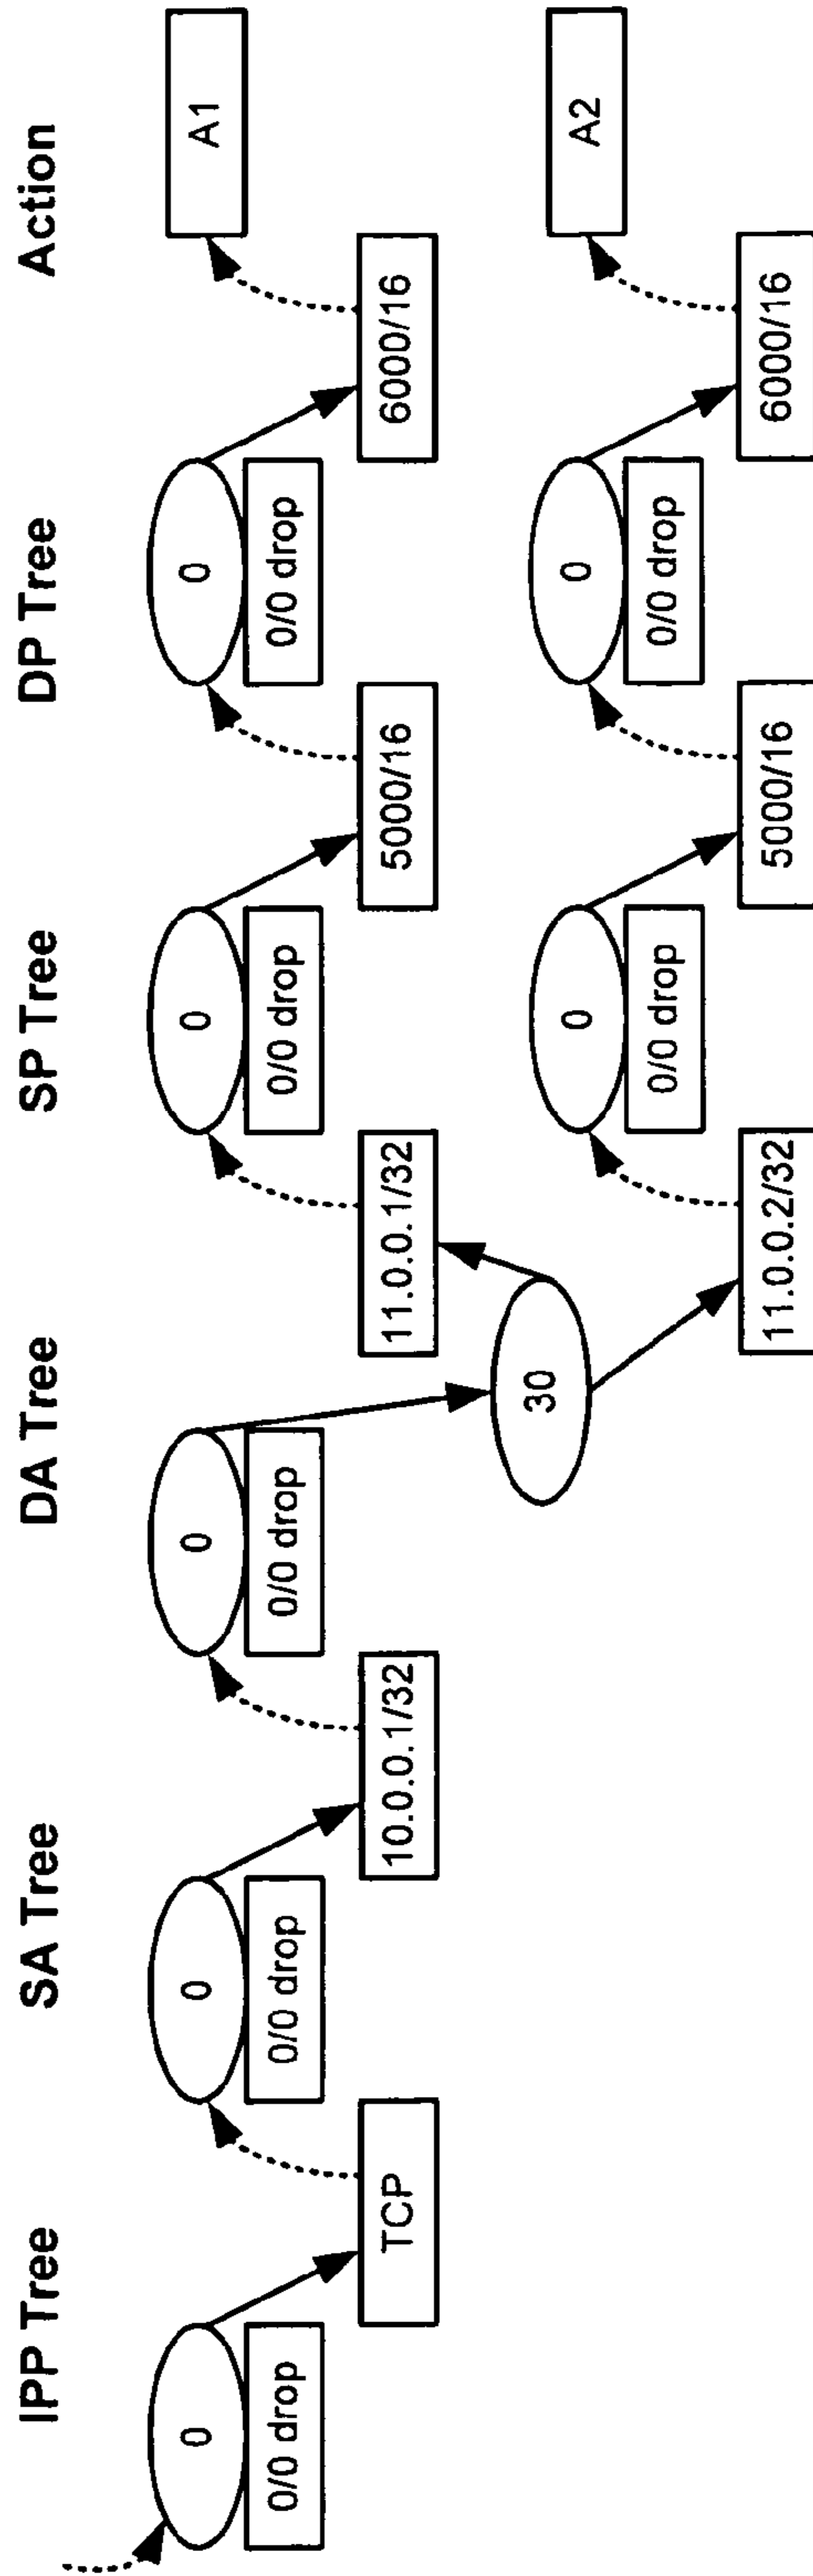 IPP Tree
SA Tree
DA Tree
SP Tree
DP Tree
Action
0
0/0 drop
TCP
0
0/0 drop
10.0.0.1/32
0
0/0 drop
30
11.0.0.1/32
0
0/0 drop
5000/16
0
0/0 drop
6000/16
A1
11.0.0.2/32
0
0/0 drop
5000/16
0
0/0 drop
6000/16
A2